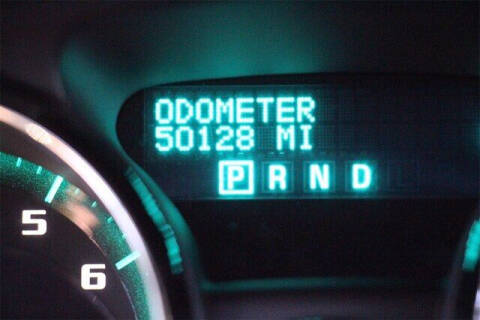 ODOMETER
50128 MI
P R N D
5
6